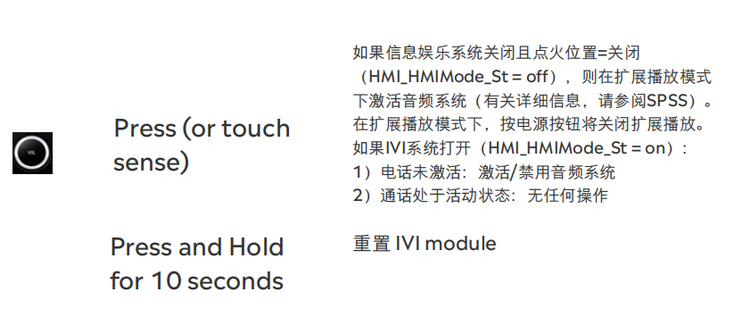 如果信息娱乐系统关闭且点火位置=关闭
（HMI_HMIMode_St = off），则在扩展播放模式
下激活音频系统（有关详细信息，请参阅SPSS）。
在扩展播放模式下，按电源按钮将关闭扩展播放。
如果IVI系统打开（HMI_HMIMode_St = on）：
1）电话未激活：激活/禁用音频系统
2）通话处于活动状态：无任何操作
Press (or touch
sense)
VOL
重置 IVI module
Press and Hold
for 10 seconds